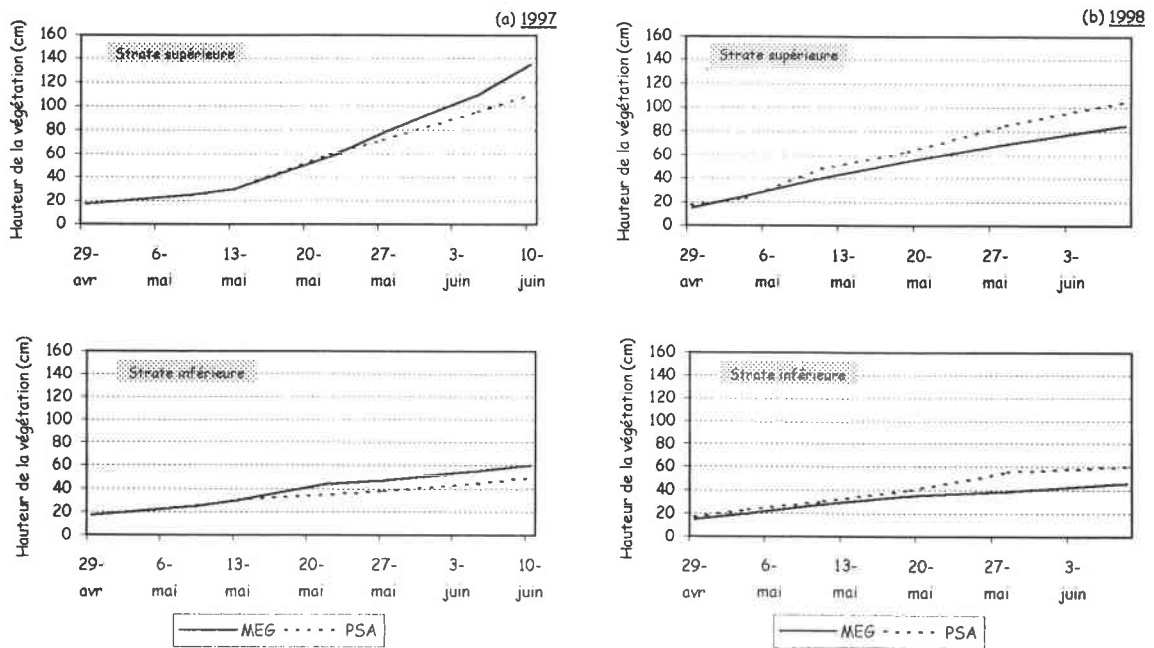 (a) 1997
Hauteur de la végétation (cm)
Strate supérieure
160
140
120
100
80
60
40
20
0
29- 6- 13- 20- 27- 3- 10-
avr mai mai mai mai juin juin
(b) 1998
Hauteur de la végétation (cm)
Strate supérieure
160
140
120
100
80
60
40
20
0
29- 6- 13- 20- 27- 3-
avr mai mai mai mai juin
Hauteur de la végétation (cm)
Strate inférieure
160
140
120
100
80
60
40
20
0
29- 6- 13- 20- 27- 3- 10-
avr mai mai mai mai juin juin
MEG PSA
Hauteur de la végétation (cm)
Strate inférieure
160
140
120
100
80
60
40
20
0
29- 6- 13- 20- 27- 3-
avr mai mai mai mai juin
MEG PSA